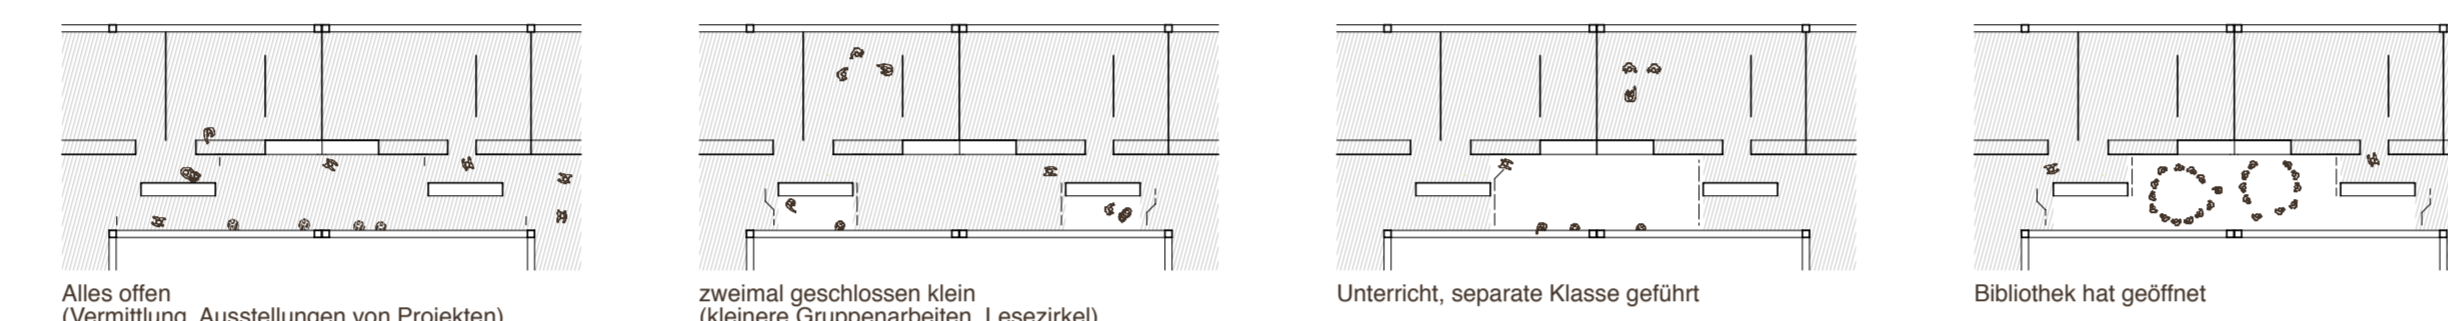 Alles offen
(Vermittlung, Ausstellungen von Projekten)
zweimal geschlossen klein
(kleinere Gruppenarbeiten, Lesezirkel)
Unterricht, separate Klasse geführt
Bibliothek hat geöffnet